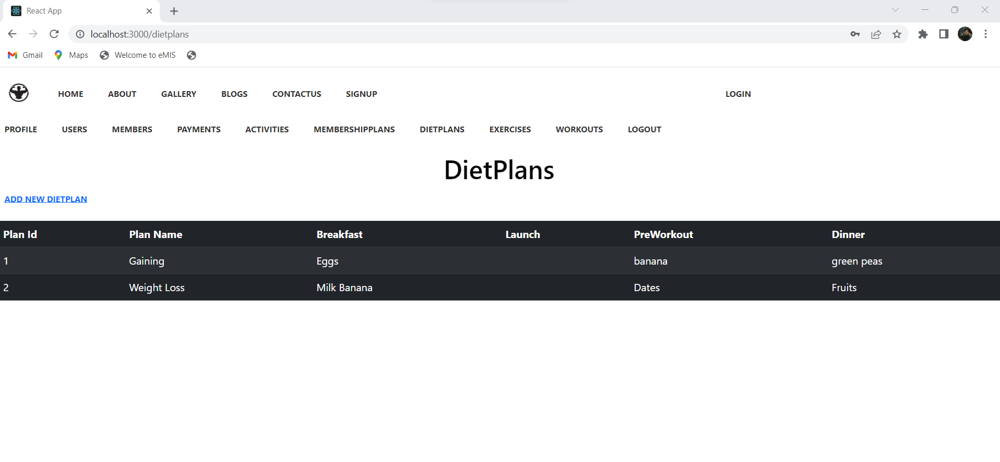 React App
localhost:3000/dietplans
Gmail Maps Welcome to eMIS
HOME ABOUT GALLERY BLOGS CONTACTUS SIGNUP LOGIN
PROFILE USERS MEMBERS PAYMENTS ACTIVITIES MEMBERSHIPPLANS DIETPLANS EXERCISES WORKOUTS LOGOUT
DietPlans
ADD NEW DIETPLAN
Plan Id Plan Name Breakfast Launch PreWorkout Dinner
1 Gaining Eggs banana green peas
2 Weight Loss Milk Banana Dates Fruits